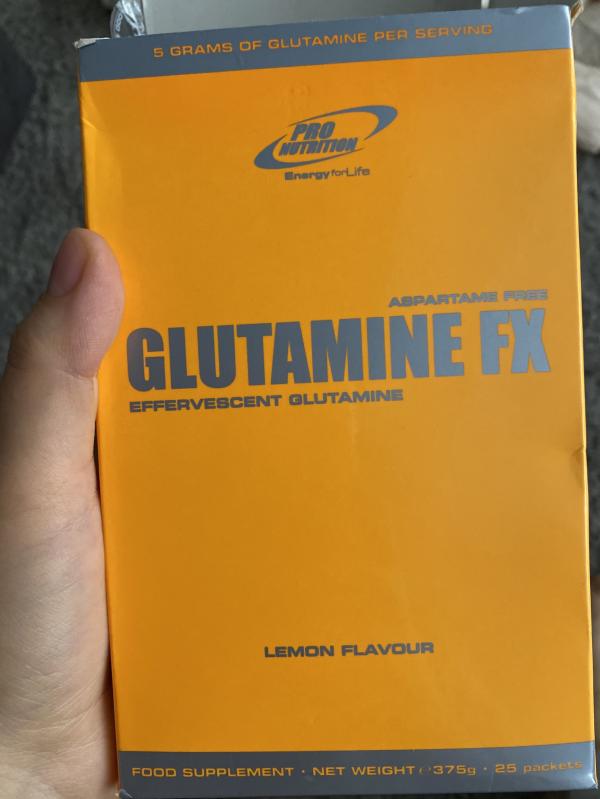 5 GRAMS OF GLUTAMINE PER SERVING
PRO
NUTRITION
Energy for Life
ASPARTAME FREE
GLUTAMINE FX
EFFERVESCENT GLUTAMINE
LEMON FLAVOUR
FOOD SUPPLEMENT · NET WEIGHT ℮375g · 25 packets